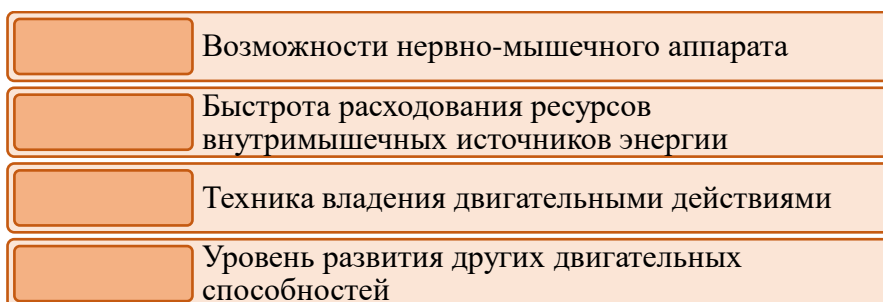 Возможности нервно-мышечного аппарата
Быстрота расходования ресурсов
внутримышечных источников энергии
Техника владения двигательными действиями
Уровень развития других двигательных
способностей